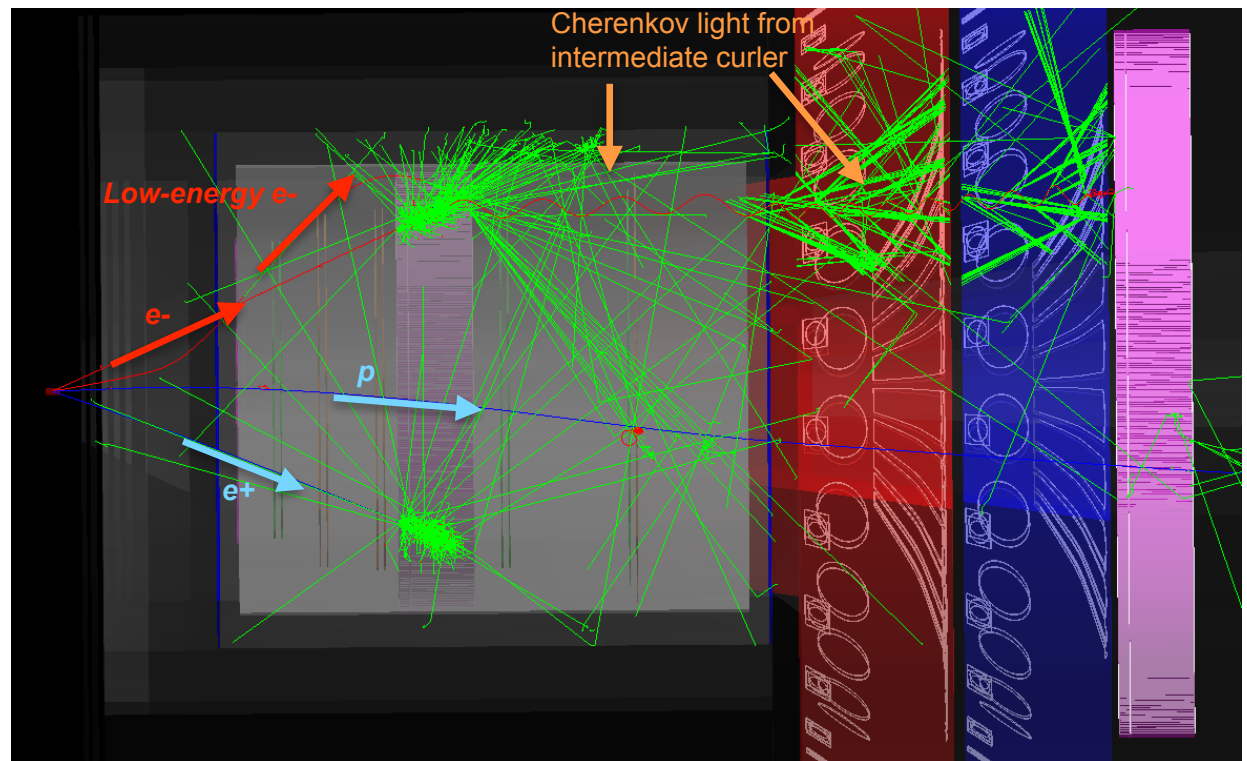 Cherenkov light from
intermediate curler
Low-energy e-
e-
p
e+